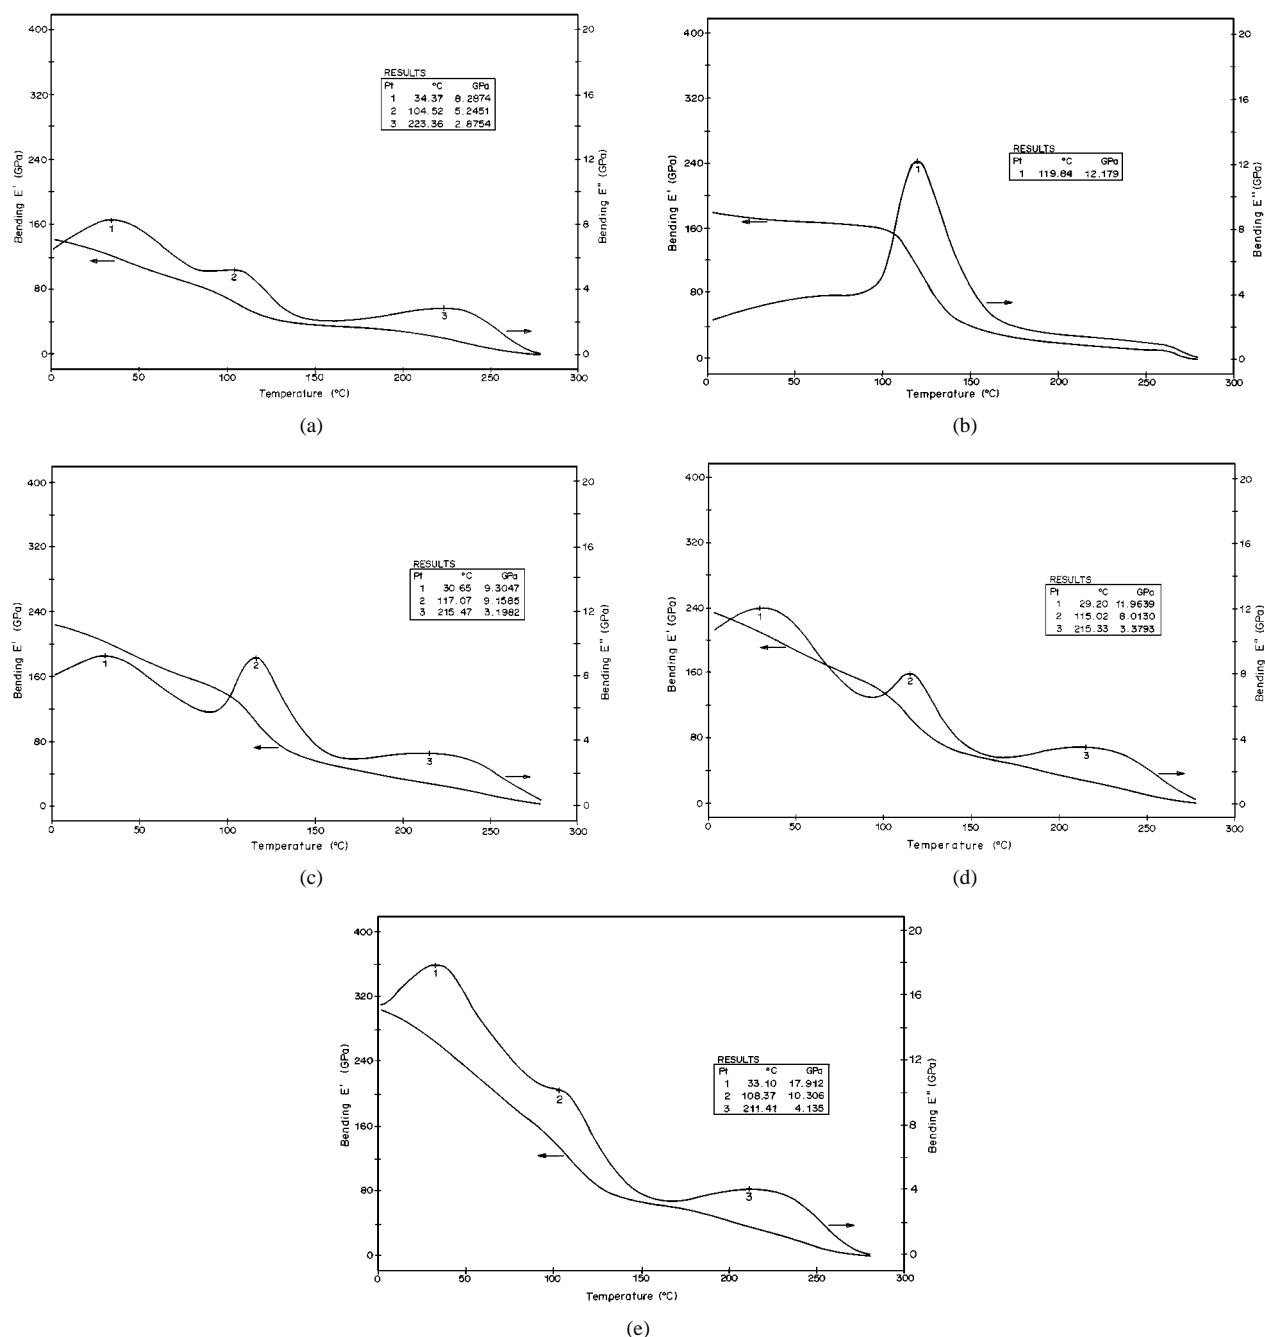 400
320
240
160
80
0
Bending E' (GPa)
RESULTS
Pt °C GPa
1 34.37 8.2874
2 104.52 5.2451
3 223.36 2.8754
1
2
3
20
16
12
8
4
0
Bending E" (GPa)
0 50 100 150 200 250 300
Temperature (°C)
(a)
400
320
240
160
80
0
Bending E' (GPa)
RESULTS
Pt °C GPa
1 119.84 12.179
1
20
16
12
8
4
0
Bending E" (GPa)
0 50 100 150 200 250 300
Temperature (°C)
(b)
400
320
240
160
80
0
Bending E' (GPa)
RESULTS
Pt °C GPa
1 30.65 9.3047
2 117.07 9.1585
3 215.47 3.1982
1
2
3
20
16
12
8
4
0
Bending E" (GPa)
0 50 100 150 200 250 300
Temperature (°C)
(c)
400
320
240
160
80
0
Bending E' (GPa)
RESULTS
Pt °C GPa
1 29.20 11.9639
2 115.02 8.0130
3 215.33 3.3793
1
2
3
20
16
12
8
4
0
Bending E" (GPa)
0 50 100 150 200 250 300
Temperature (°C)
(d)
400
320
240
160
80
0
Bending E' (GPa)
RESULTS
Pt °C GPa
1 33.10 17.912
2 108.37 10.306
3 211.41 4.135
1
2
3
20
16
12
8
4
0
Bending E" (GPa)
0 50 100 150 200 250 300
Temperature (°C)
(e)